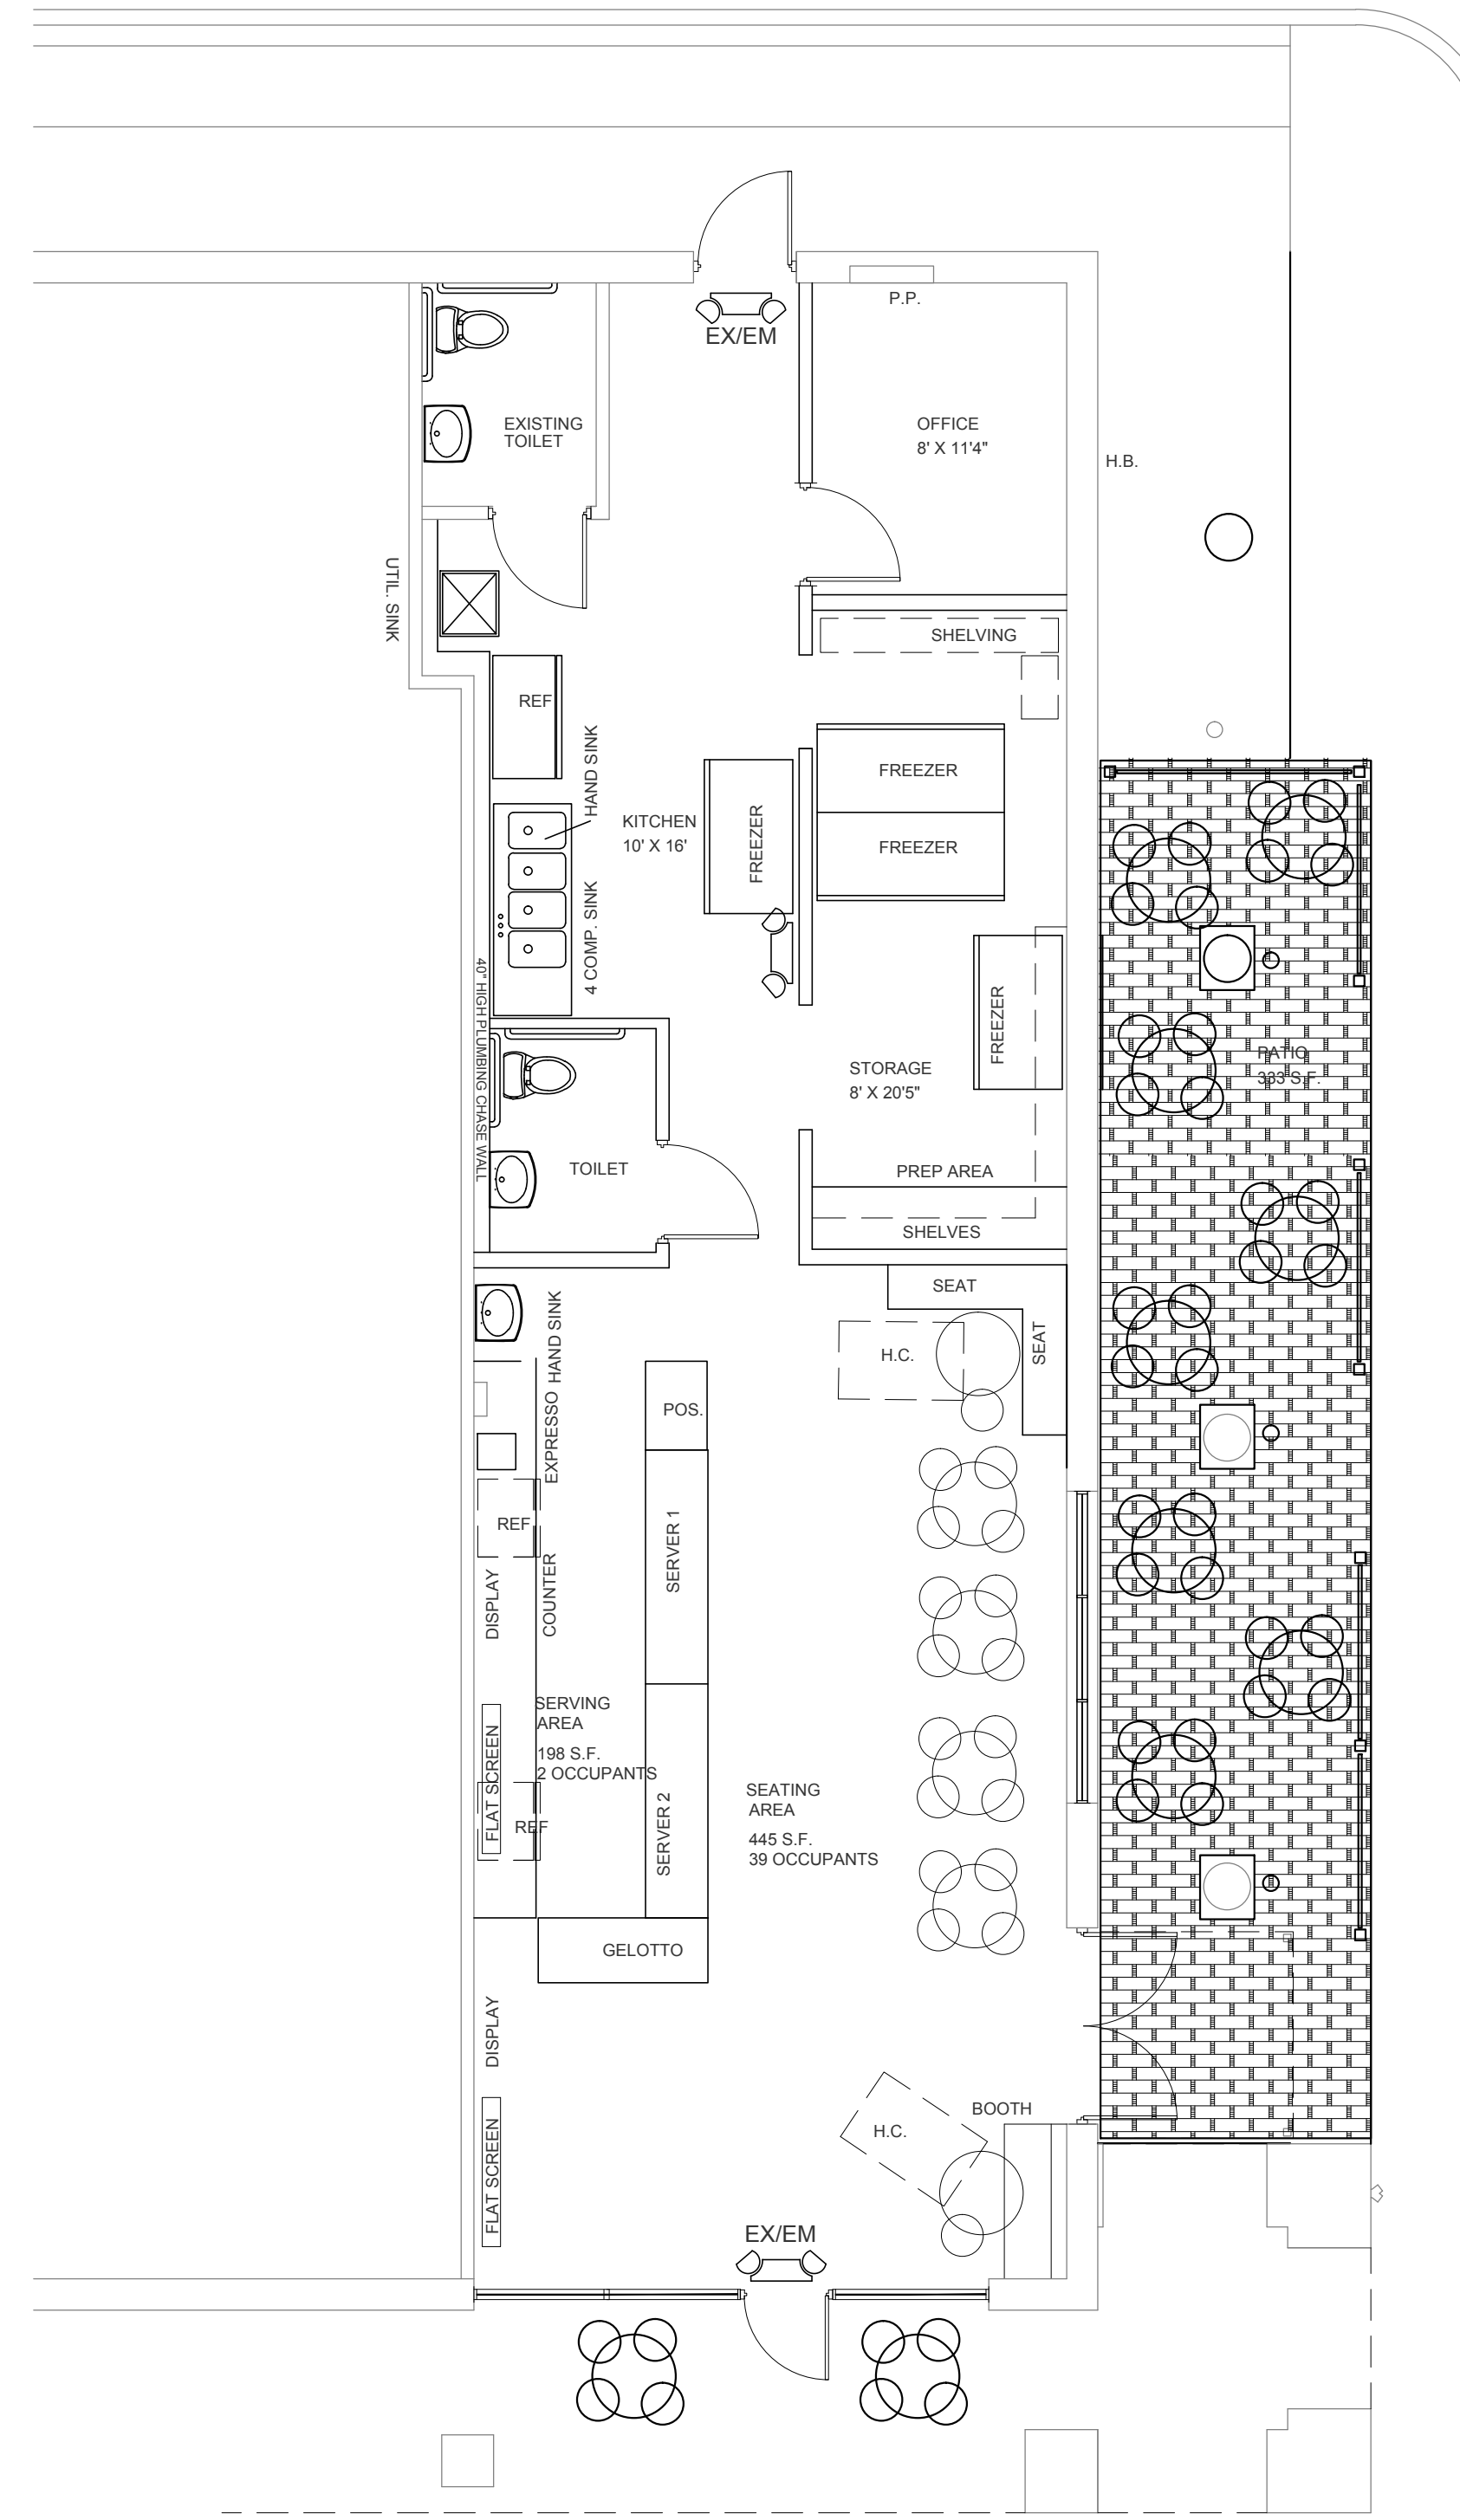 P.P.
EX/EM
EXISTING
TOILET
OFFICE
8' X 11'4"
H.B.
UTIL. SINK
SHELVING
REF
HAND SINK
FREEZER
KITCHEN
10' X 16'
FREEZER
FREEZER
4 COMP. SINK
40" HIGH PLUMBING CHASE WALL
FREEZER
PATIO
333 S.F.
STORAGE
8' X 20'5"
TOILET
PREP AREA
SHELVES
SEAT
HAND SINK
H.C.
SEAT
EXPRESSO
POS.
REF
SERVER 1
DISPLAY
COUNTER
SERVING
AREA
198 S.F.
2 OCCUPANTS
FLAT SCREEN
REF
SERVER 2
SEATING
AREA
445 S.F.
39 OCCUPANTS
GELOTTO
DISPLAY
BOOTH
H.C.
FLAT SCREEN
EX/EM